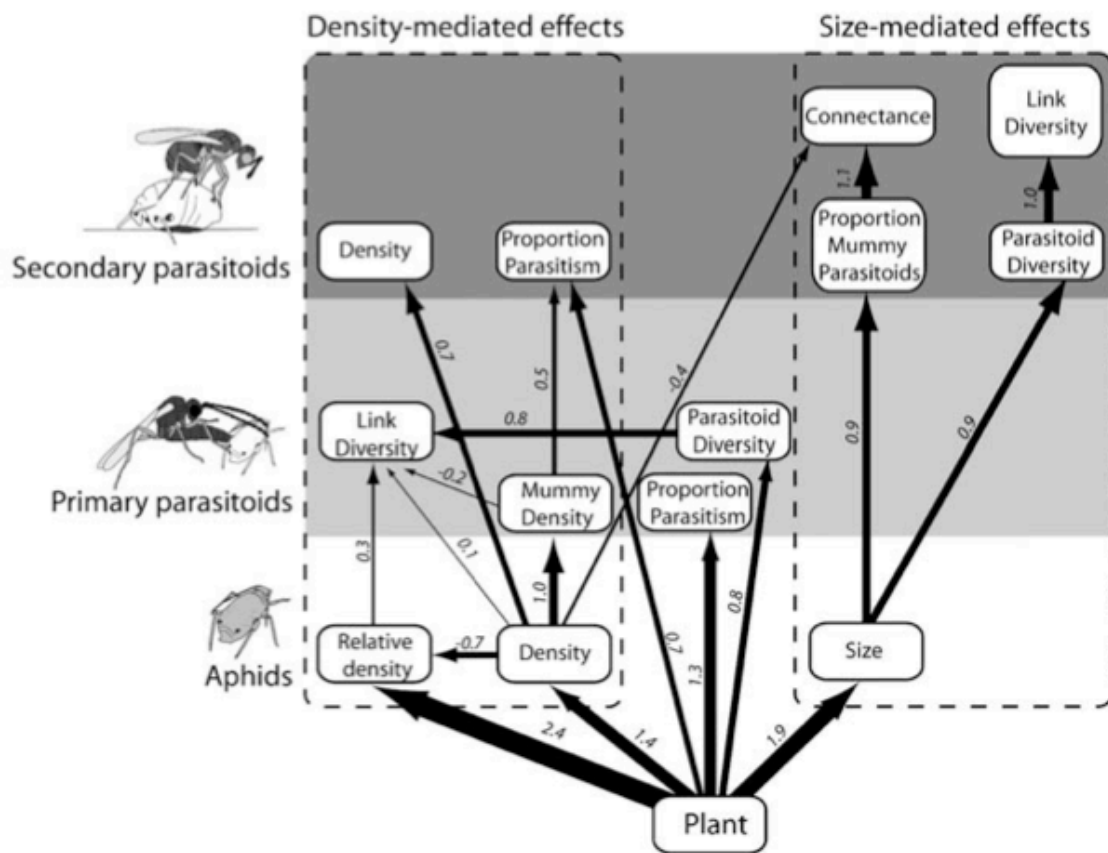 Density-mediated effects
Size-mediated effects
Connectance
Link
Diversity
1.1
1.0
Secondary parasitoids
Density
Proportion
Parasitism
Proportion
Mummy
Parasitoids
Parasitoid
Diversity
0.7
0.5
-0.4
0.9
0.9
Primary parasitoids
Link
Diversity
0.8
Parasitoid
Diversity
-0.2
Mummy
Density
Proportion
Parasitism
0.3
0.1
1.0
0.7
1.3
0.8
Aphids
Relative
density
-0.7
Density
Size
2.4
1.4
1.9
Plant